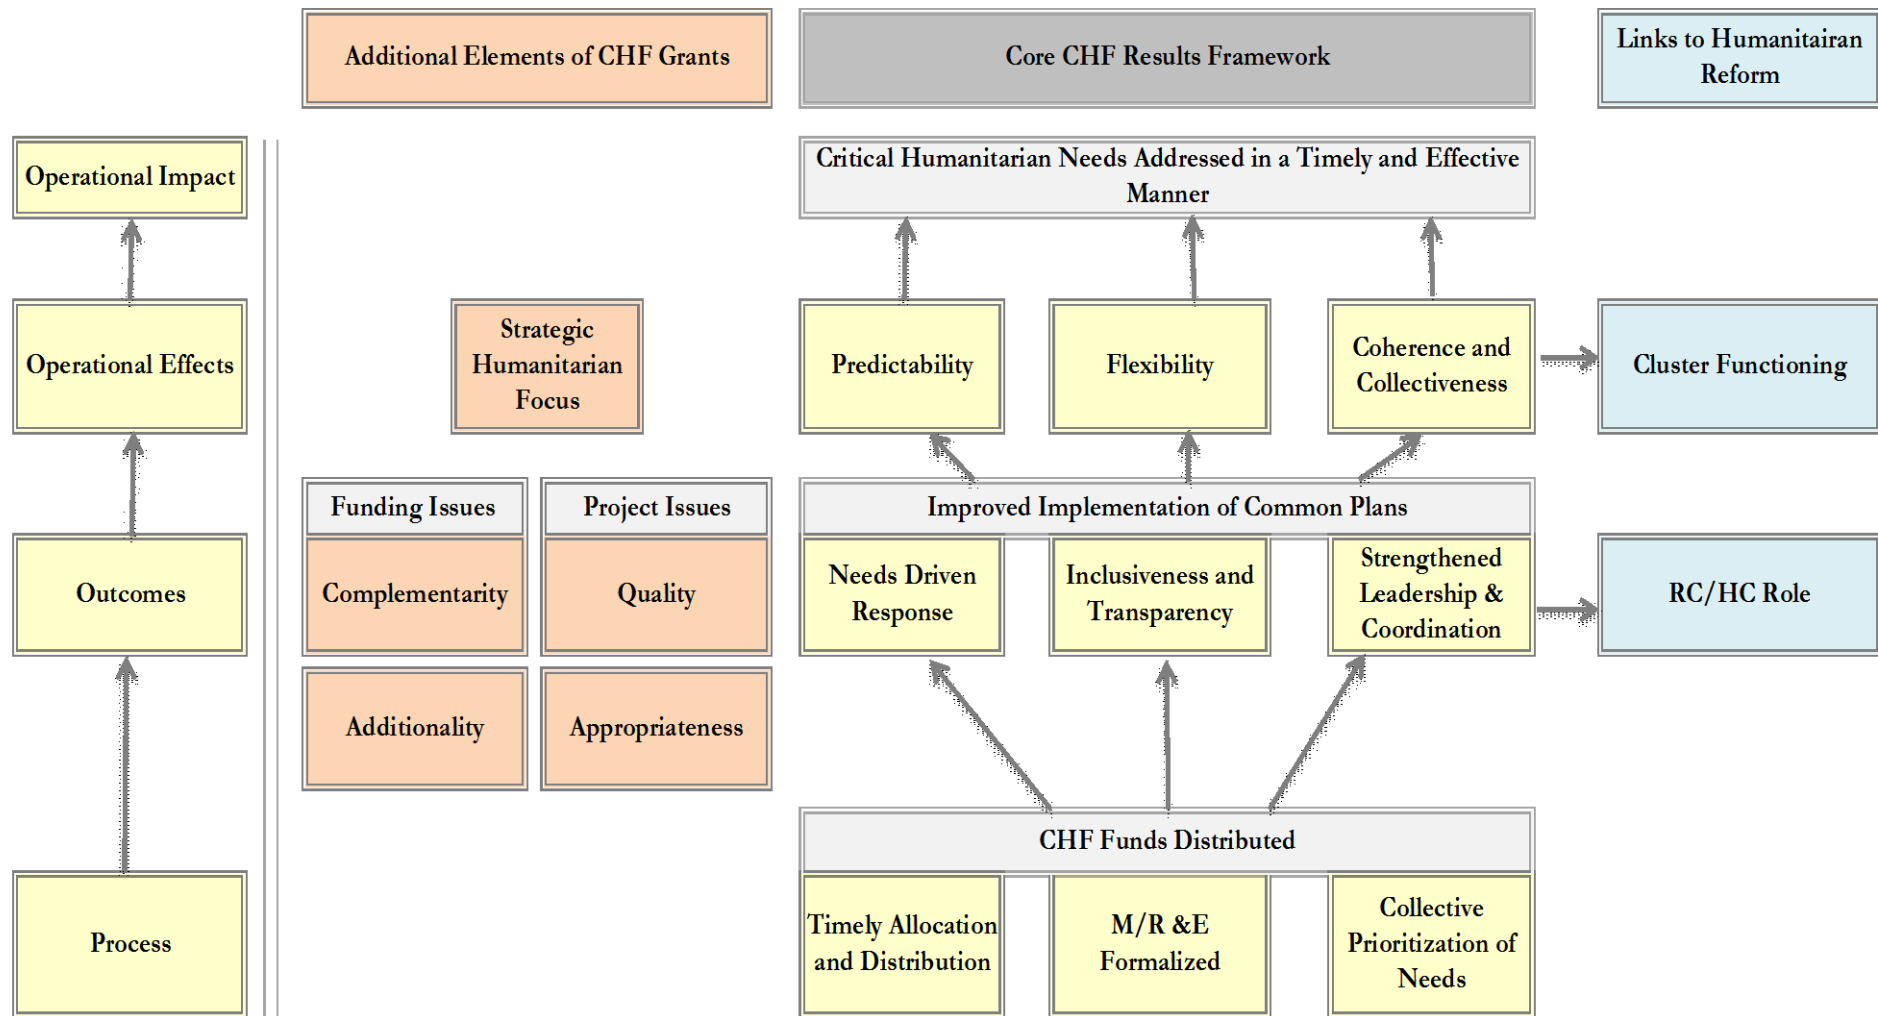 Additional Elements of CHF Grants
Core CHF Results Framework
Links to Humanitairan
Reform
Operational Impact
Critical Humanitarian Needs Addressed in a Timely and Effective
Manner
Operational Effects
Strategic
Humanitarian
Focus
Predictability
Flexibility
Coherence and
Collectiveness
Cluster Functioning
Funding Issues
Project Issues
Improved Implementation of Common Plans
Outcomes
Complementarity
Quality
Needs Driven
Response
Inclusiveness and
Transparency
Strengthened
Leadership &
Coordination
RC/HC Role
Additionality
Appropriateness
CHF Funds Distributed
Process
Timely Allocation
and Distribution
M/R &E
Formalized
Collective
Prioritization of
Needs